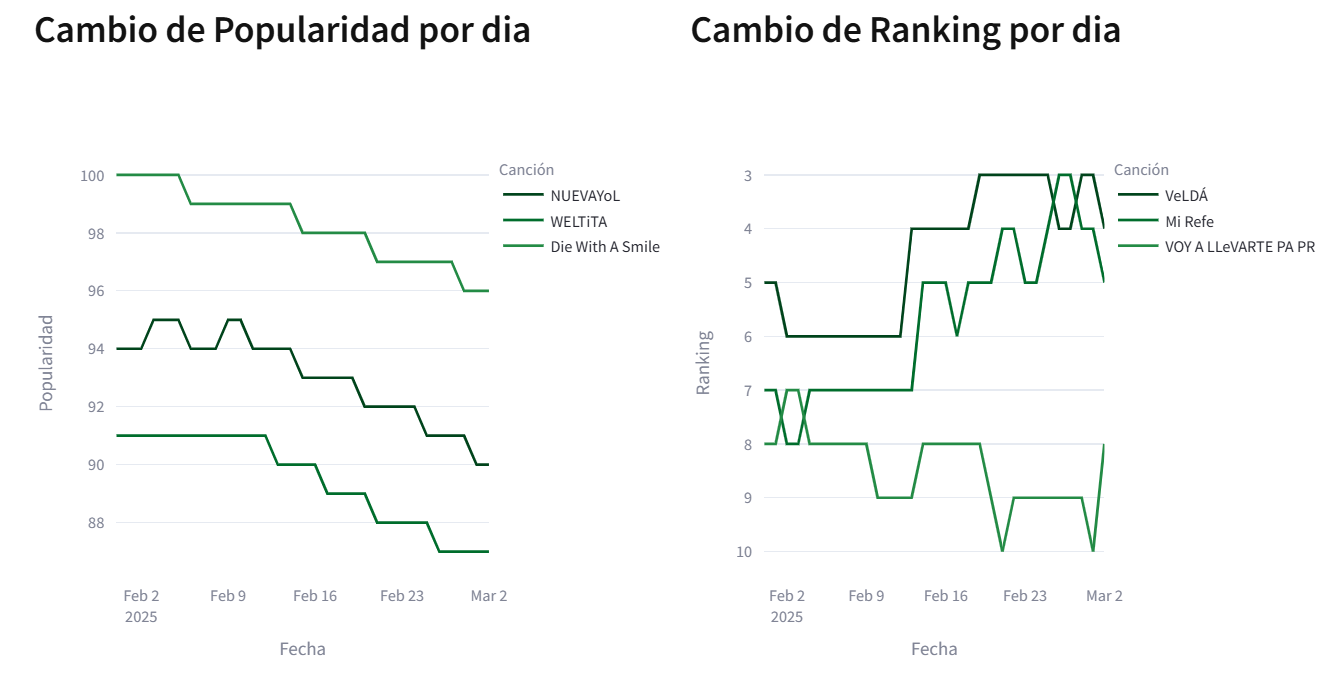 Cambio de Popularidad por dia
Canción
NUEVAYoL
WELTiTA
Die With A Smile
100
98
96
94
92
90
88
Popularidad
Feb 2
2025
Feb 9
Feb 16
Feb 23
Mar 2
Fecha
Cambio de Ranking por dia
Canción
VeLDÁ
Mi Refe
VOY A LLeVARTE PA PR
3
4
5
6
7
8
9
10
Ranking
Feb 2
2025
Feb 9
Feb 16
Feb 23
Mar 2
Fecha